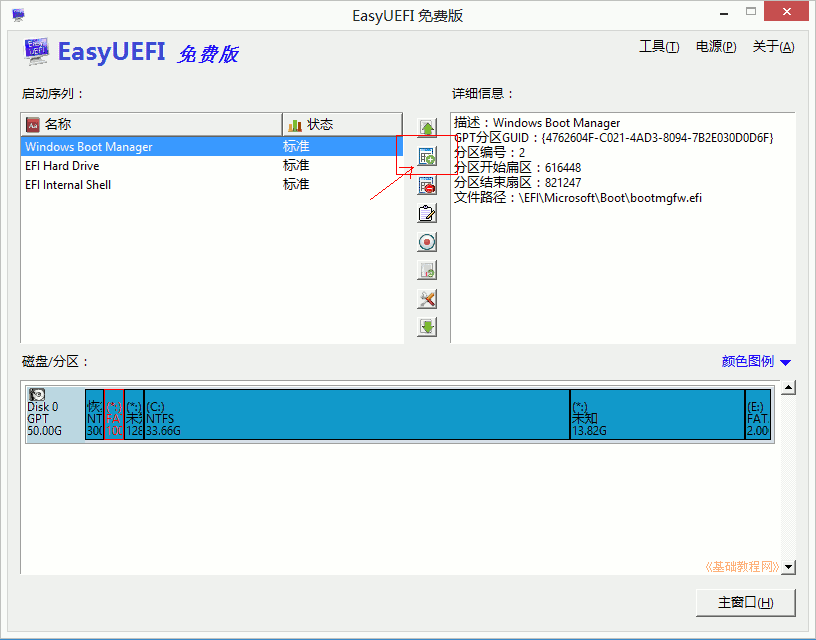 EasyUEFI 免费版
EasyUEFI 免费版
工具(T) 电源(P) 关于(A)
启动序列：
详细信息：
名称 状态
Windows Boot Manager 标准
EFI Hard Drive 标准
EFI Internal Shell 标准
描述：Windows Boot Manager
GPT分区GUID：{4762604F-C021-4AD3-8094-7B2E030D0D6F}
分区编号：2
分区开始扇区：616448
分区结束扇区：821247
文件路径：\EFI\Microsoft\Boot\bootmgfw.efi
磁盘/分区：
颜色图例
Disk 0
GPT
50.00G
恢
NT
300
(*:)
FA
100
(*:)
未
128
(C:)
NTFS
33.66G
(*:)
未知
13.82G
(E:)
FAT
2.00
《基础教程网》
主窗口(H)